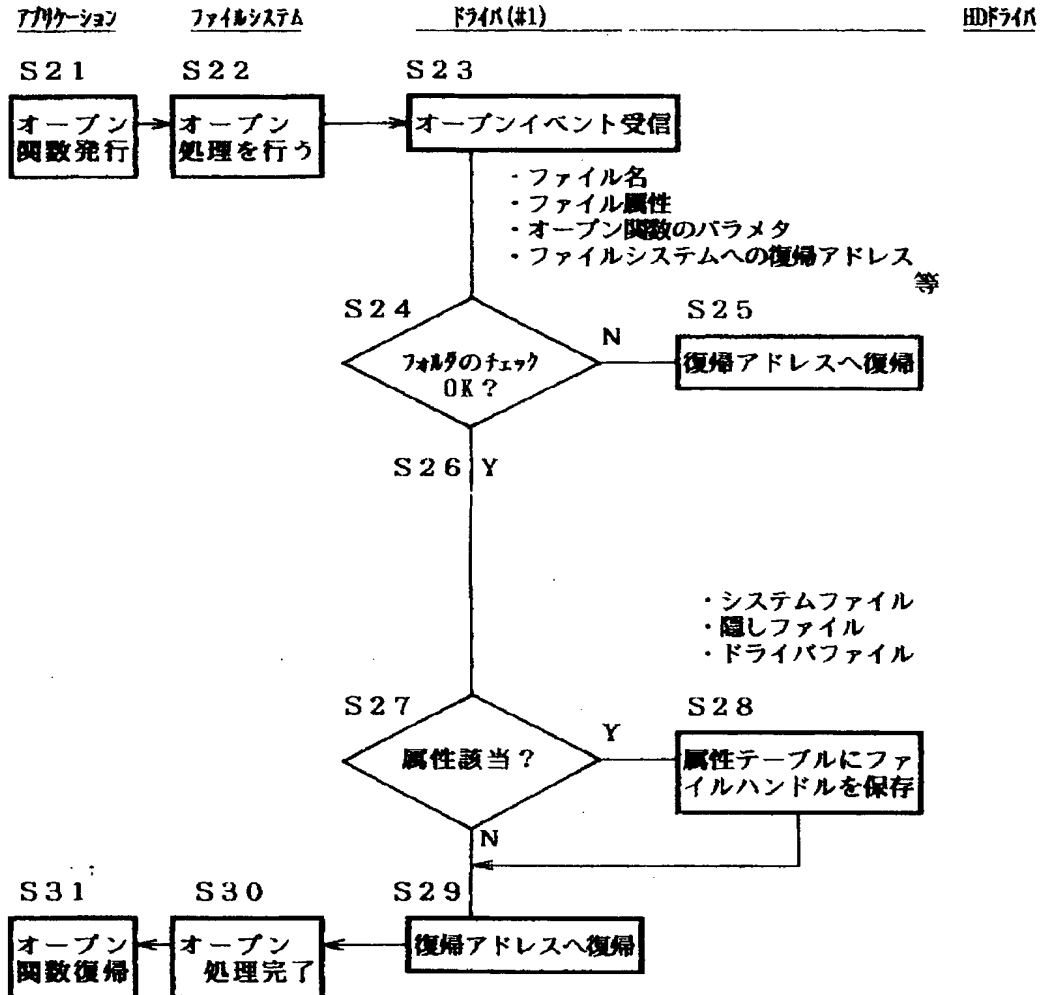 アプリケーション ファイルシステム ドライバ(#1) HDドライバ
S21 S22 S23
オープン
関数発行
オープン
処理を行う
オープンイベント受信
・ファイル名
・ファイル属性
・オープン関数のパラメタ
・ファイルシステムへの復帰アドレス
等
S24
フォルダのチェック
OK?
N
S25
復帰アドレスへ復帰
S26 Y
・システムファイル
・隠しファイル
・ドライバファイル
S27
属性該当?
Y
S28
属性テーブルにファ
イルハンドルを保存
N
S31 S30 S29
オープン
関数復帰
オープン
処理完了
復帰アドレスへ復帰